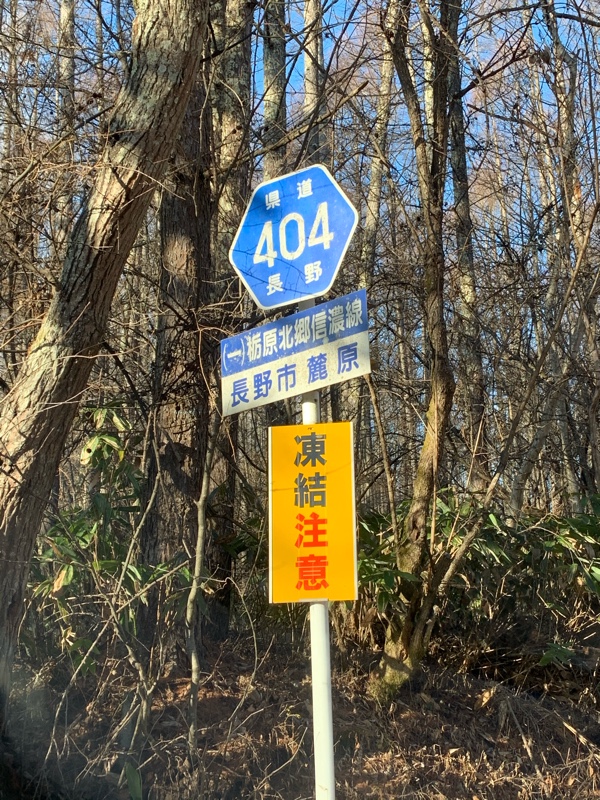 県道
404
長野
(一)栃原北郷信濃線
長野市 麓原
凍結注意